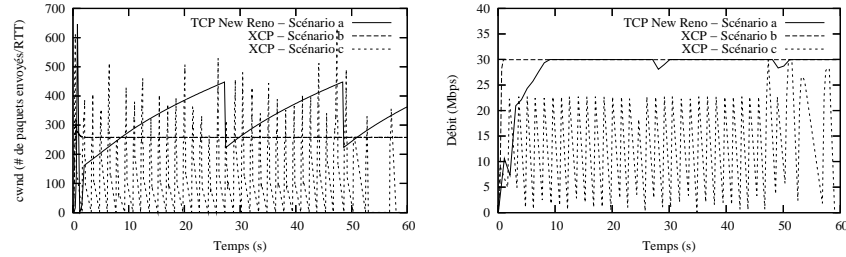 700
600
500
400
300
200
100
0
cwnd (# de paquets envoyés/RTT)
TCP New Reno – Scénario a
XCP – Scénario b
XCP – Scénario c
0 10 20 30 40 50 60
Temps (s)
40
35
30
25
20
15
10
5
0
Débit (Mbps)
TCP New Reno – Scénario a
XCP – Scénario b
XCP – Scénario c
0 10 20 30 40 50 60
Temps (s)